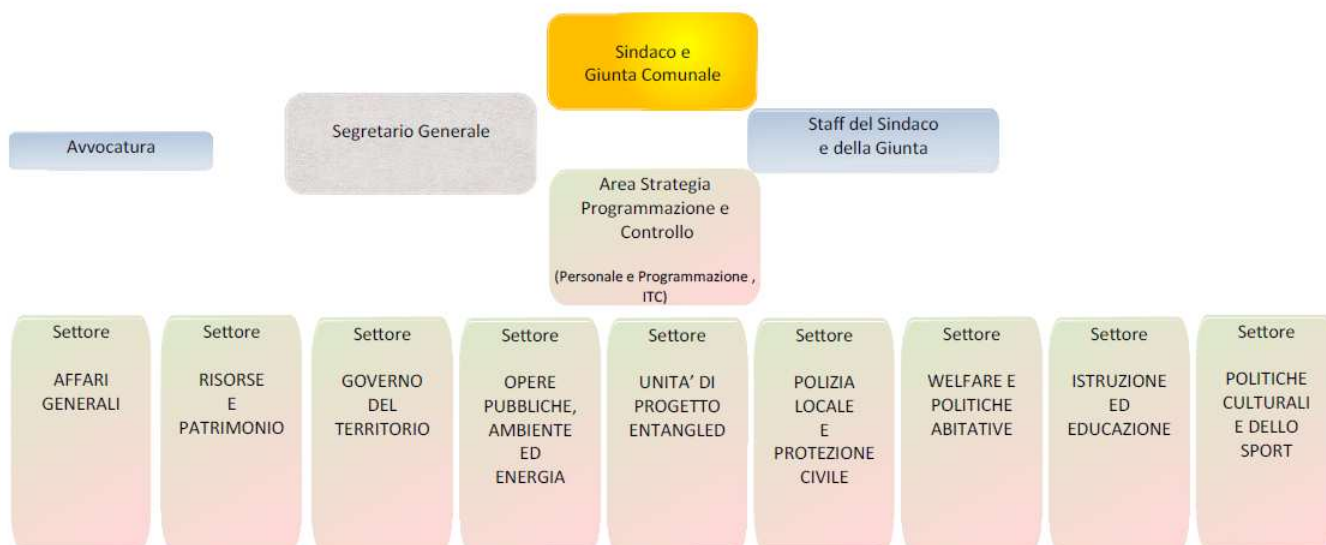 Sindaco e
Giunta Comunale
Segretario Generale
Staff del Sindaco
e della Giunta
Avvocatura
Area Strategia
Programmazione e
Controllo
(Personale e Programmazione ,
ITC)
Settore
AFFARI
GENERALI
Settore
RISORSE
E
PATRIMONIO
Settore
GOVERNO
DEL
TERRITORIO
Settore
OPERE
PUBBLICHE,
AMBIENTE
ED
ENERGIA
Settore
UNITA’ DI
PROGETTO
ENTANGLED
Settore
POLIZIA
LOCALE
E
PROTEZIONE
CIVILE
Settore
WELFARE E
POLITICHE
ABITATIVE
Settore
ISTRUZIONE
ED
EDUCAZIONE
Settore
POLITICHE
CULTURALI
E DELLO
SPORT